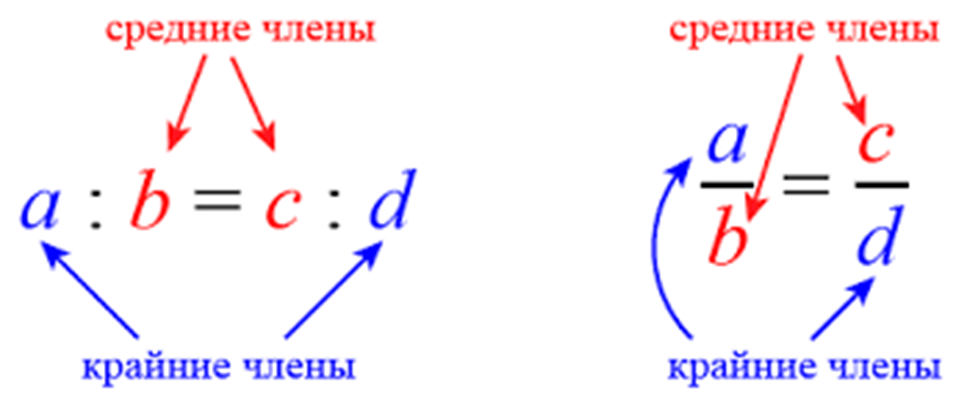 средние члены
a : b = c : d
крайние члены
средние члены
a/b = c/d
крайние члены